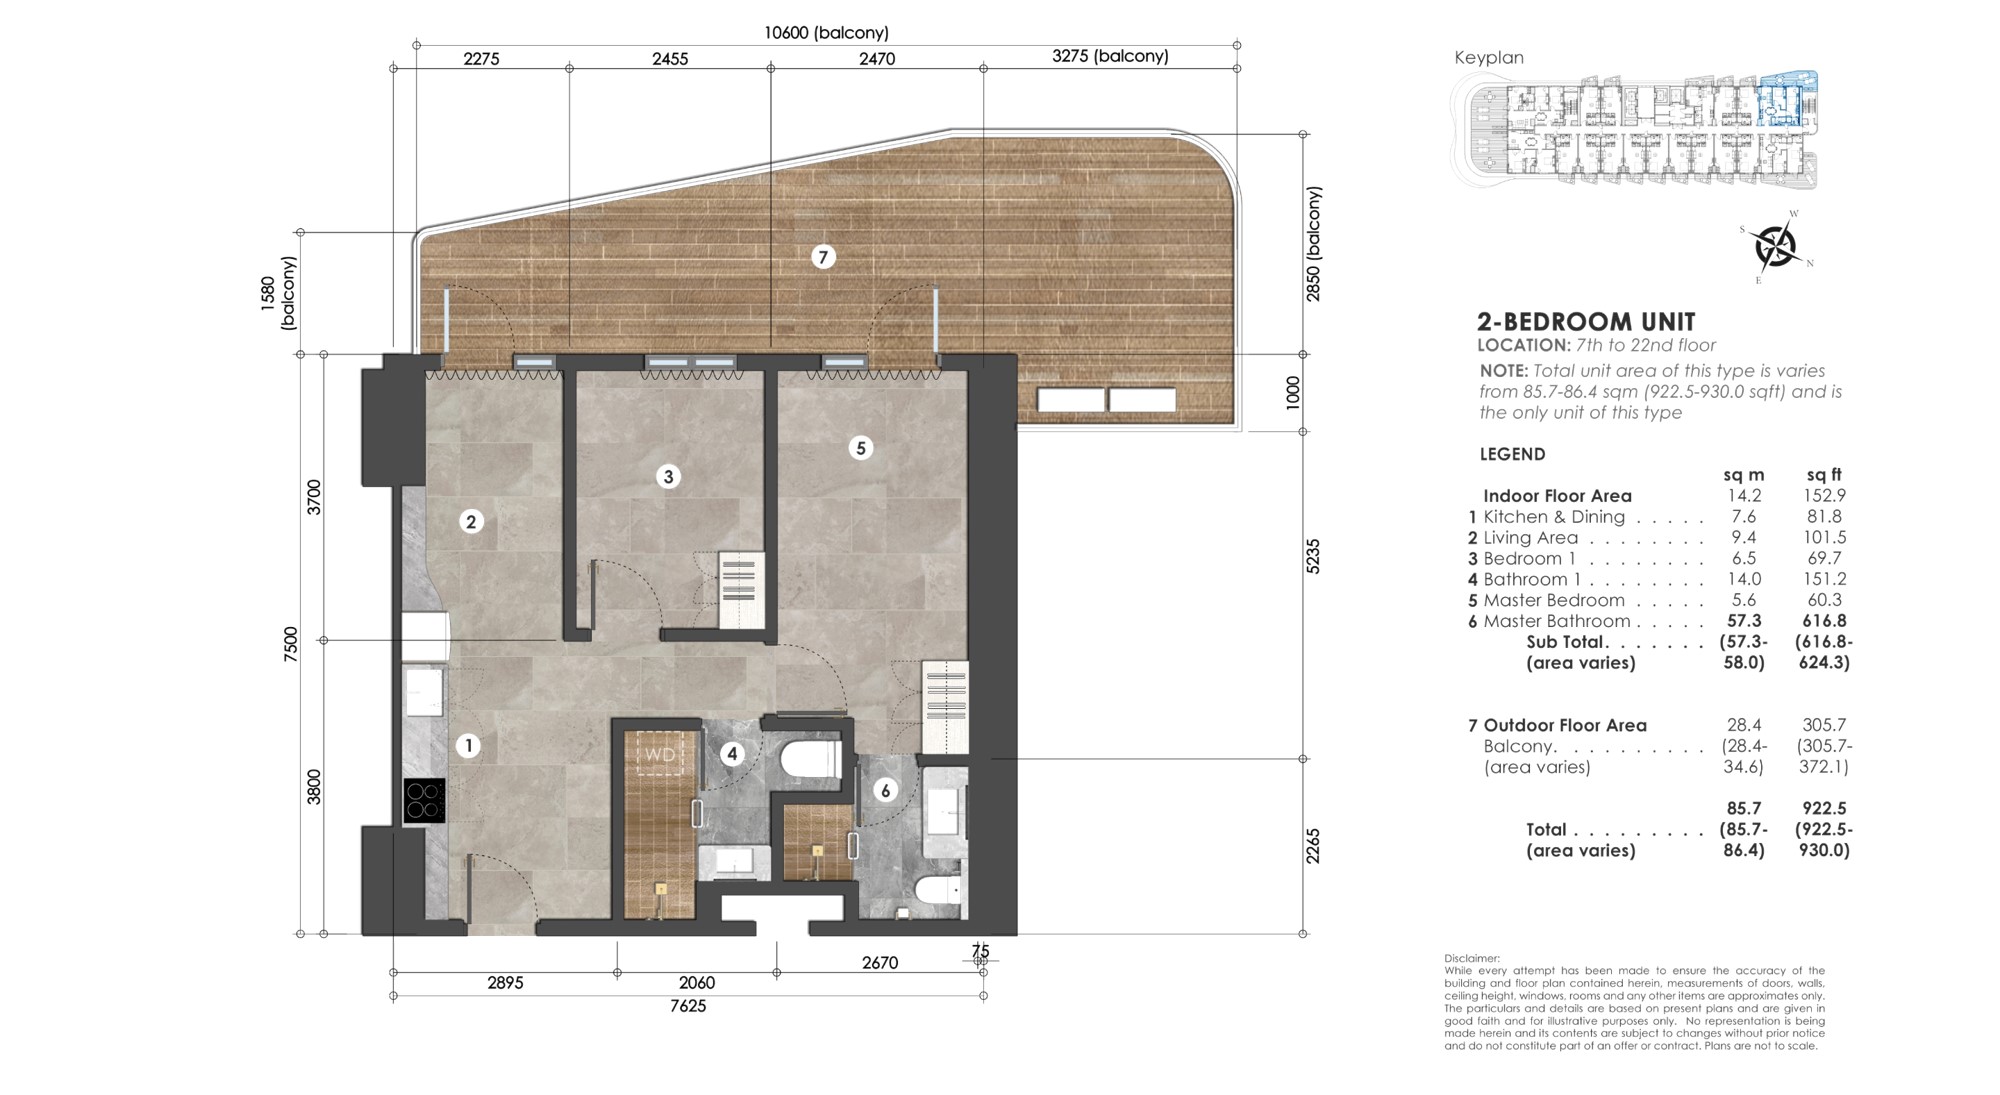 10600 (balcony)
2275
2455
2470
3275 (balcony)
1580
(balcony)
2850 (balcony)
1000
3700
7500
3800
5235
2265
7
2
3
5
1
WD
4
6
75
2670
2895
2060
7625
Keyplan
W
S
N
E
2-BEDROOM UNIT
LOCATION: 7th to 22nd floor
NOTE: Total unit area of this type is varies
from 85.7-86.4 sqm (922.5-930.0 sqft) and is
the only unit of this type
LEGEND
sq m sq ft
Indoor Floor Area 14.2 152.9
1 Kitchen & Dining . . . . . 7.6 81.8
2 Living Area . . . . . . . . 9.4 101.5
3 Bedroom 1 . . . . . . . . 6.5 69.7
4 Bathroom 1 . . . . . . . . 14.0 151.2
5 Master Bedroom . . . . . 5.6 60.3
6 Master Bathroom . . . . . 57.3 616.8
Sub Total. . . . . . . (57.3- (616.8-
(area varies) 58.0) 624.3)
7 Outdoor Floor Area 28.4 305.7
Balcony. . . . . . . . . . (28.4- (305.7-
(area varies) 34.6) 372.1)
85.7 922.5
Total . . . . . . . . . (85.7- (922.5-
(area varies) 86.4) 930.0)
Disclaimer:
While every attempt has been made to ensure the accuracy of the
building and floor plan contained herein, measurements of doors, walls,
ceiling height, windows, rooms and any other items are approximates only.
The particulars and details are based on present plans and are given in
good faith and for illustrative purposes only. No representation is being
made herein and its contents are subject to changes without prior notice
and do not constitute part of an offer or contract. Plans are not to scale.